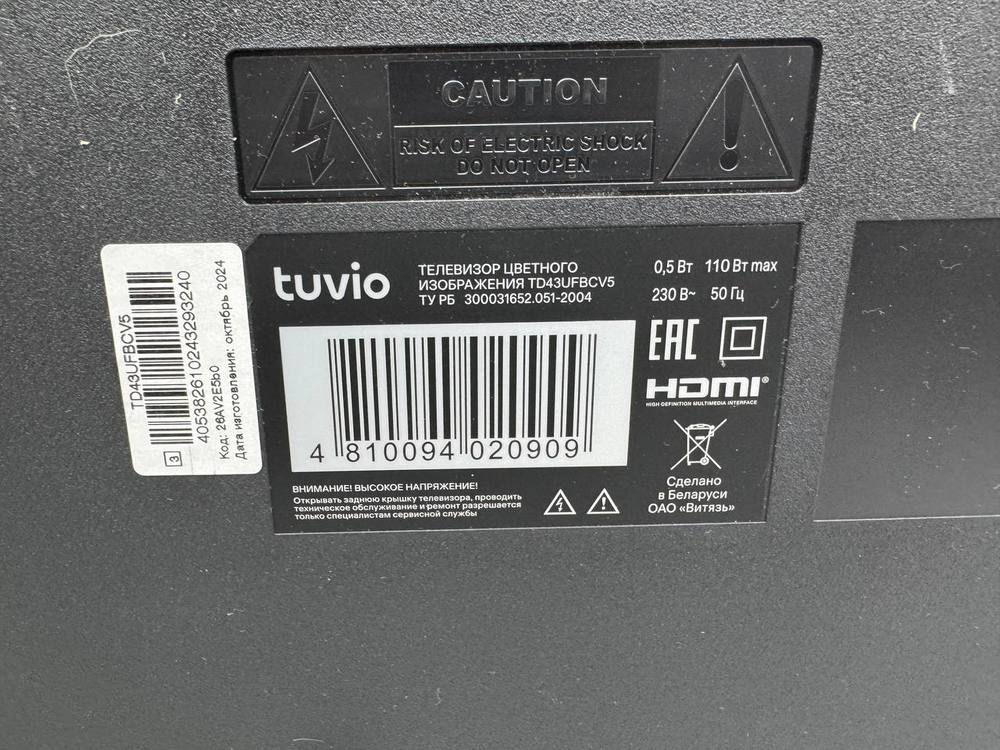 CAUTION
RISK OF ELECTRIC SHOCK
DO NOT OPEN
TD43UFBCV5
405382610243293240
Код: 26AV2E5b0
Дата изготовления: октябрь 2024
3
tuvio
ТЕЛЕВИЗОР ЦВЕТНОГО
ИЗОБРАЖЕНИЯ TD43UFBCV5
ТУ РБ 300031652.051-2004
0,5 Вт 110 Вт max
230 В~ 50 Гц
4 810094 020909
EAC
HDMI®
HIGH-DEFINITION MULTIMEDIA INTERFACE
ВНИМАНИЕ! ВЫСОКОЕ НАПРЯЖЕНИЕ!
Открывать заднюю крышку телевизора, проводить
техническое обслуживание и ремонт разрешается
только специалистам сервисной службы
Сделано
в Беларуси
ОАО «Витязь»